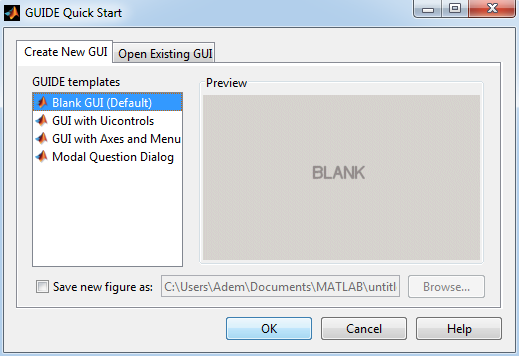 GUIDE Quick Start
Create New GUI
Open Existing GUI
GUIDE templates
Blank GUI (Default)
GUI with Uicontrols
GUI with Axes and Menu
Modal Question Dialog
Preview
BLANK
Save new figure as:
C:\Users\Adem\Documents\MATLAB\untitl
Browse...
OK
Cancel
Help